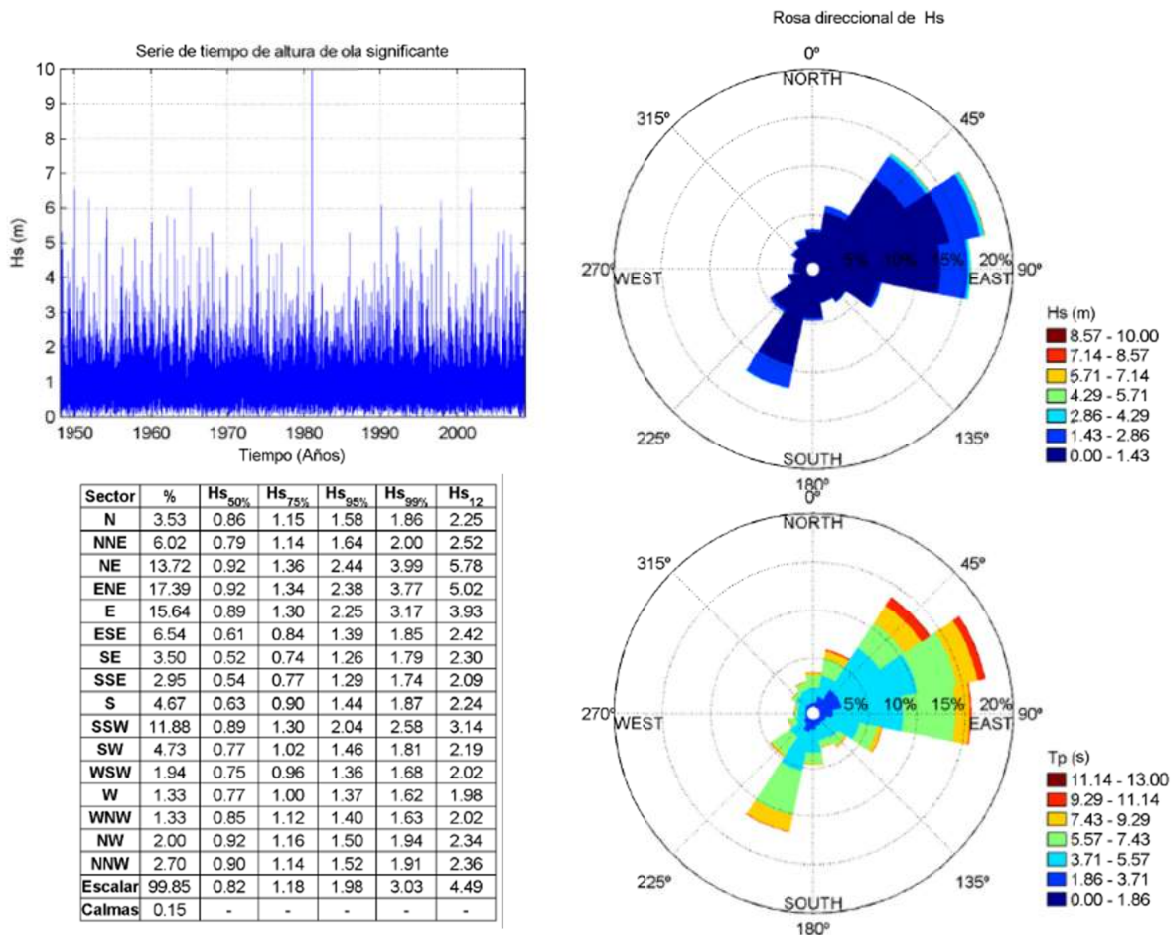 Serie de tiempo de altura de ola significante
10
9
8
7
6
5
4
3
2
1
0
Hs (m)
1950 1960 1970 1980 1990 2000
Tiempo (Años)
Sector % Hs50% Hs75% Hs95% Hs99% Hs12
N 3.53 0.86 1.15 1.58 1.86 2.25
NNE 6.02 0.79 1.14 1.64 2.00 2.52
NE 13.72 0.92 1.36 2.44 3.99 5.78
ENE 17.39 0.92 1.34 2.38 3.77 5.02
E 15.64 0.89 1.30 2.25 3.17 3.93
ESE 6.54 0.61 0.84 1.39 1.85 2.42
SE 3.50 0.52 0.74 1.26 1.79 2.30
SSE 2.95 0.54 0.77 1.29 1.74 2.09
S 4.67 0.63 0.90 1.44 1.87 2.24
SSW 11.88 0.89 1.30 2.04 2.58 3.14
SW 4.73 0.77 1.02 1.46 1.81 2.19
WSW 1.94 0.75 0.96 1.36 1.68 2.02
W 1.33 0.77 1.00 1.37 1.62 1.98
WNW 1.33 0.85 1.12 1.40 1.63 2.02
NW 2.00 0.92 1.16 1.50 1.94 2.34
NNW 2.70 0.90 1.14 1.52 1.91 2.36
Escalar 99.85 0.82 1.18 1.98 3.03 4.49
Calmas 0.15 - - - - -
Rosa direccional de Hs
0º
NORTH
315º 45º
5% 10% 15% 20%
270º WEST EAST 90º
225º 135º
SOUTH
180º
Hs (m)
8.57 - 10.00
7.14 - 8.57
5.71 - 7.14
4.29 - 5.71
2.86 - 4.29
1.43 - 2.86
0.00 - 1.43
0º
NORTH
315º 45º
5% 10% 15% 20%
270º WEST EAST 90º
225º 135º
SOUTH
180º
Tp (s)
11.14 - 13.00
9.29 - 11.14
7.43 - 9.29
5.57 - 7.43
3.71 - 5.57
1.86 - 3.71
0.00 - 1.86